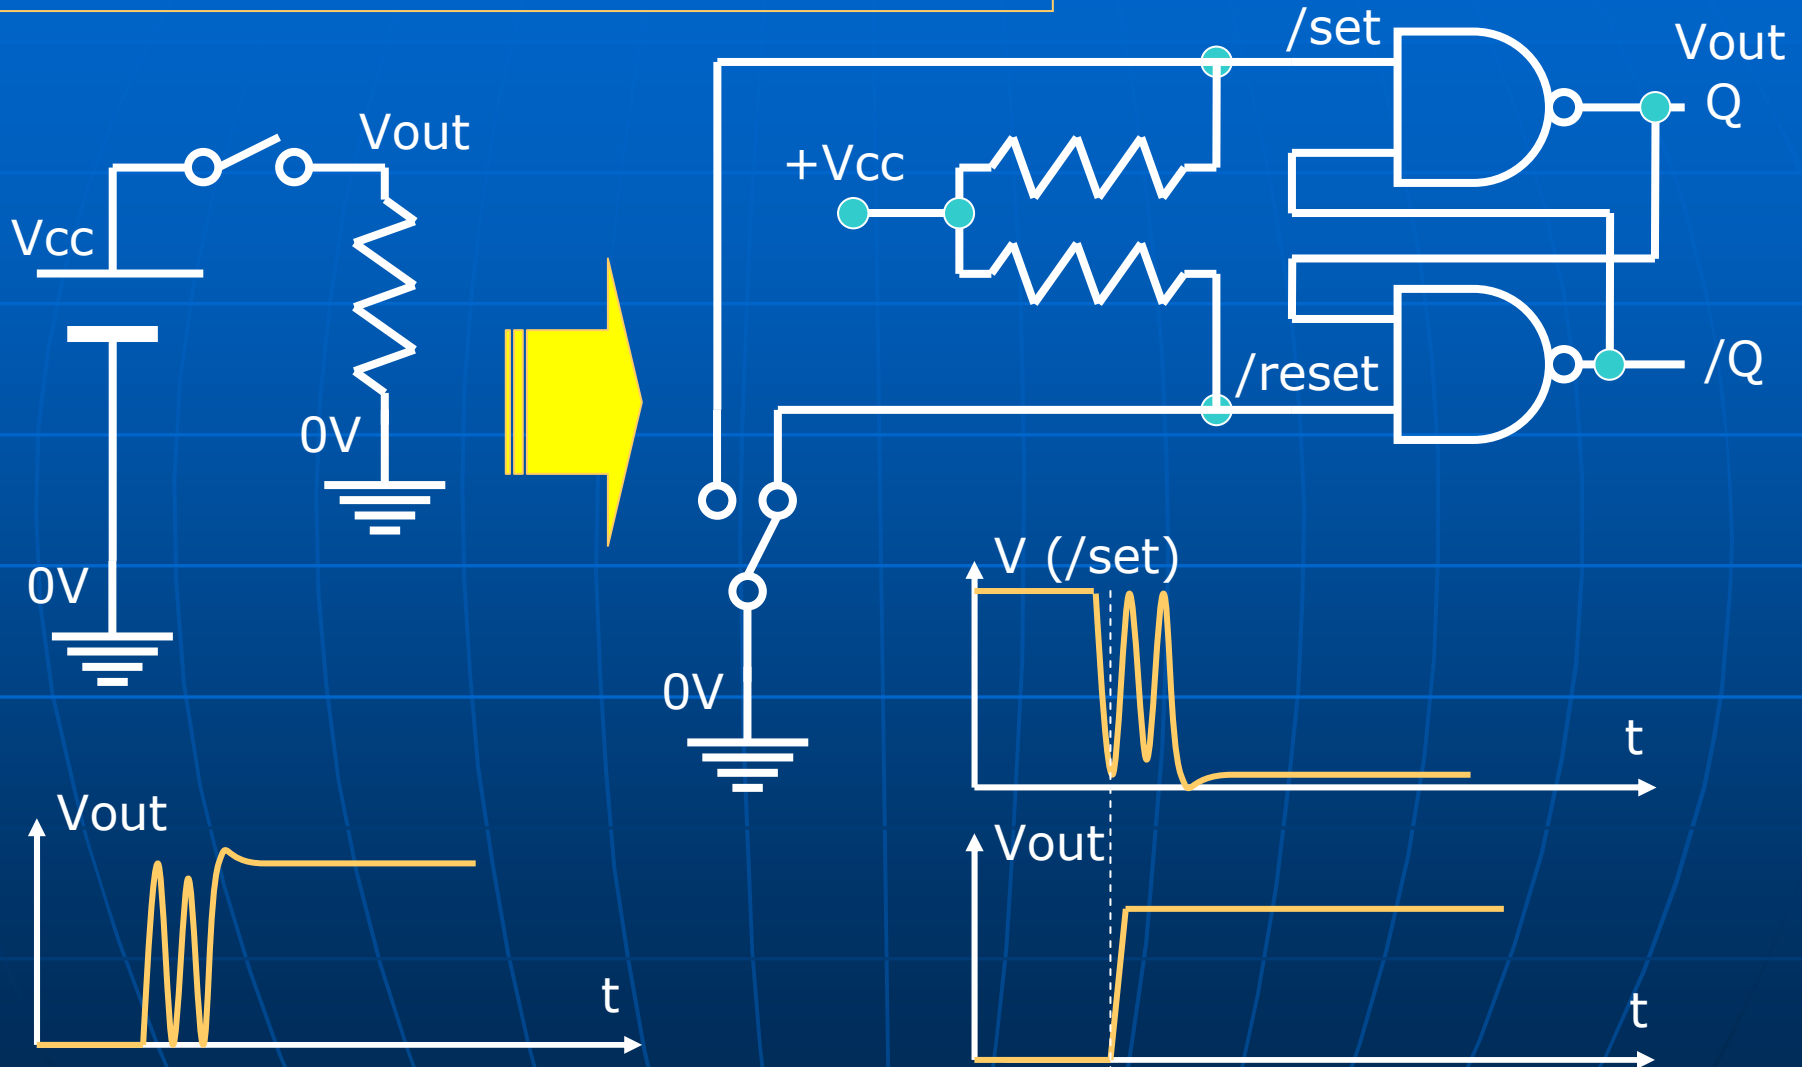 /set
Vout
Q
Vout
+Vcc
Vcc
/reset
/Q
0V
0V
V (/set)
0V
t
Vout
Vout
t
t